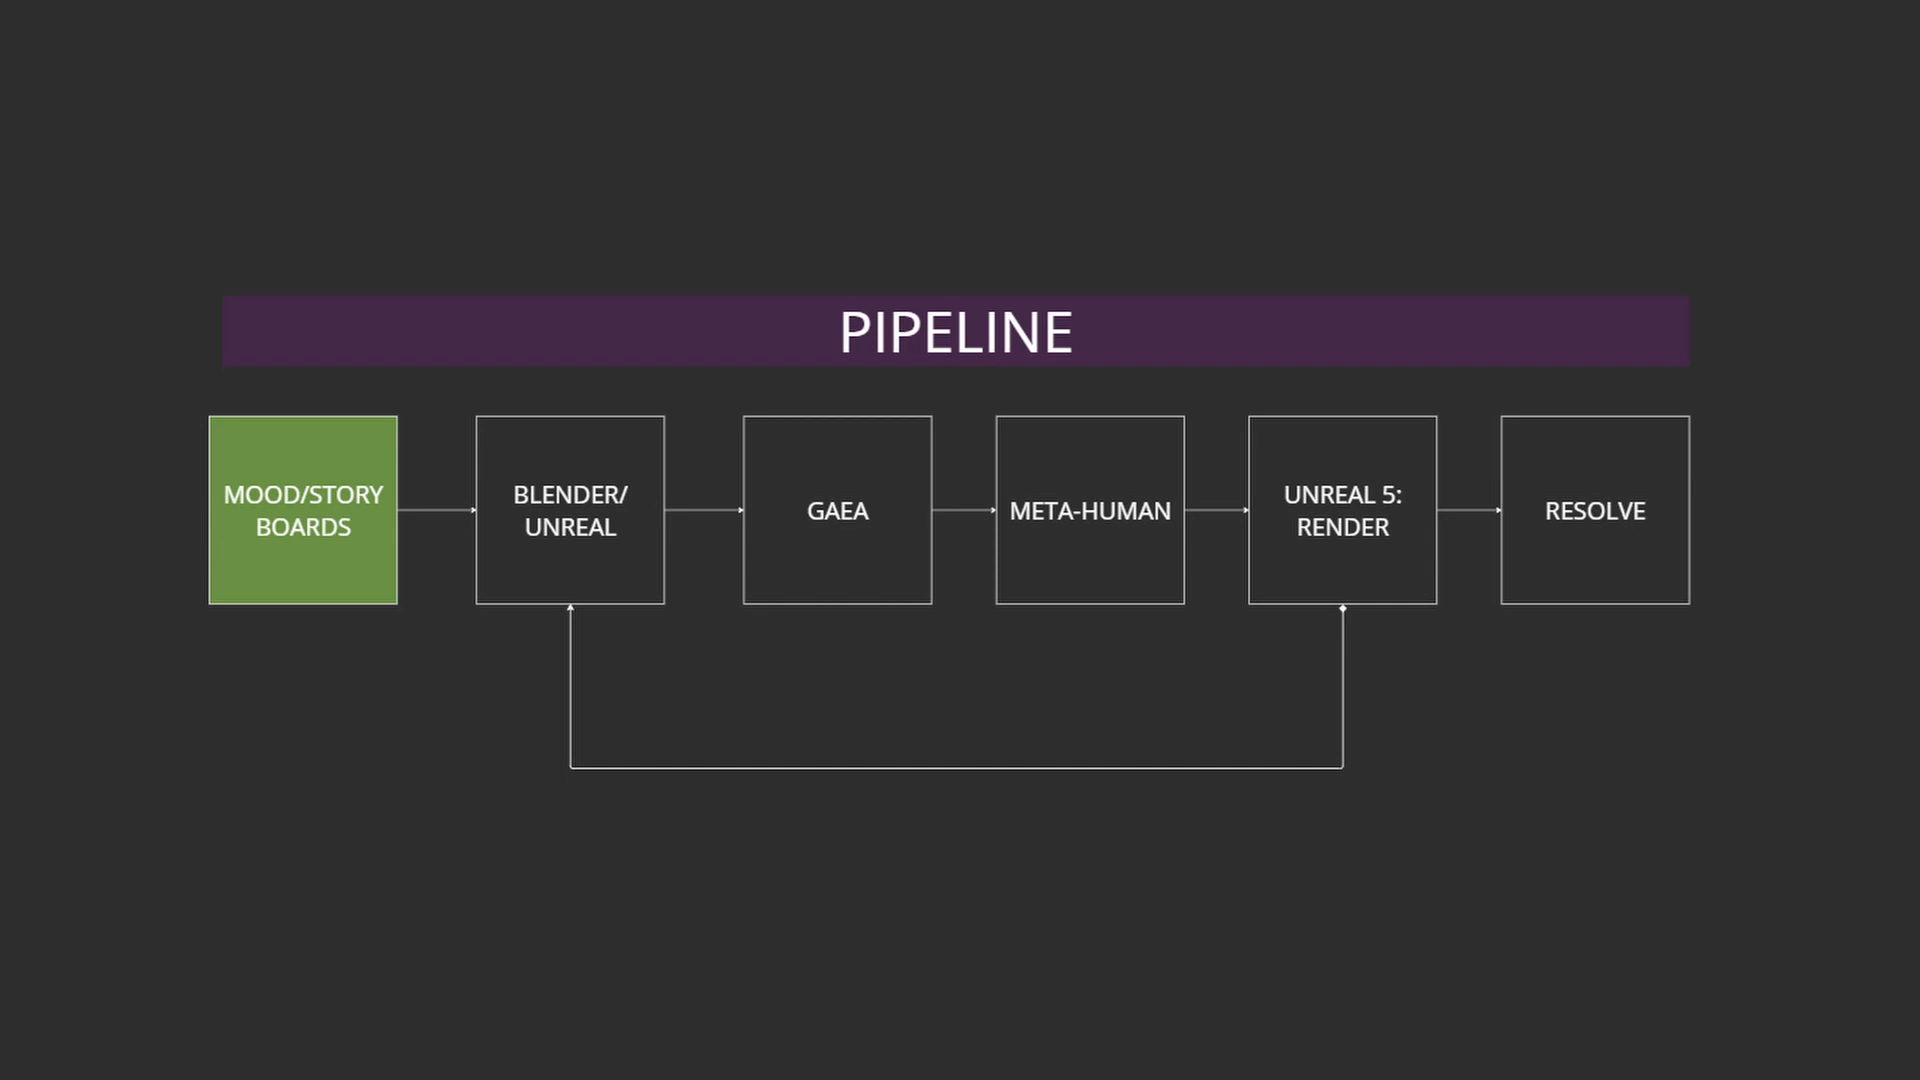 PIPELINE
MOOD/STORY
BOARDS
BLENDER/
UNREAL
GAEA
META-HUMAN
UNREAL 5:
RENDER
RESOLVE